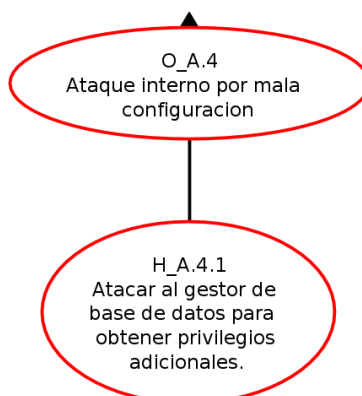 O_A.4
Ataque interno por mala
configuracion
H_A.4.1
Atacar al gestor de
base de datos para
obtener privilegios
adicionales.